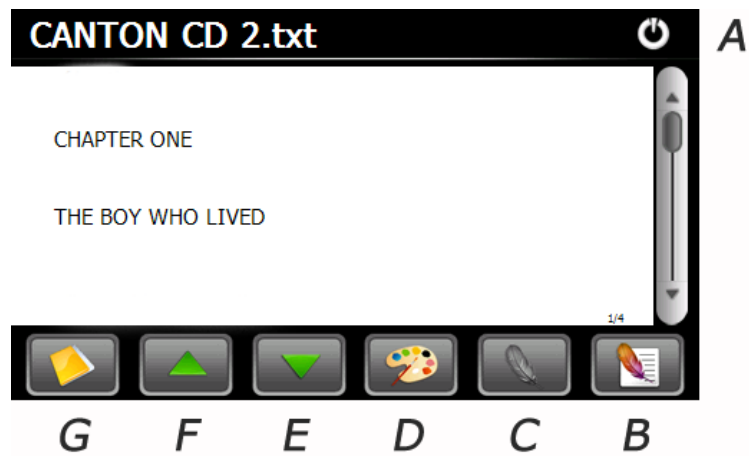 CANTON CD 2.txt
A
CHAPTER ONE
THE BOY WHO LIVED
1/4
G F E D C B